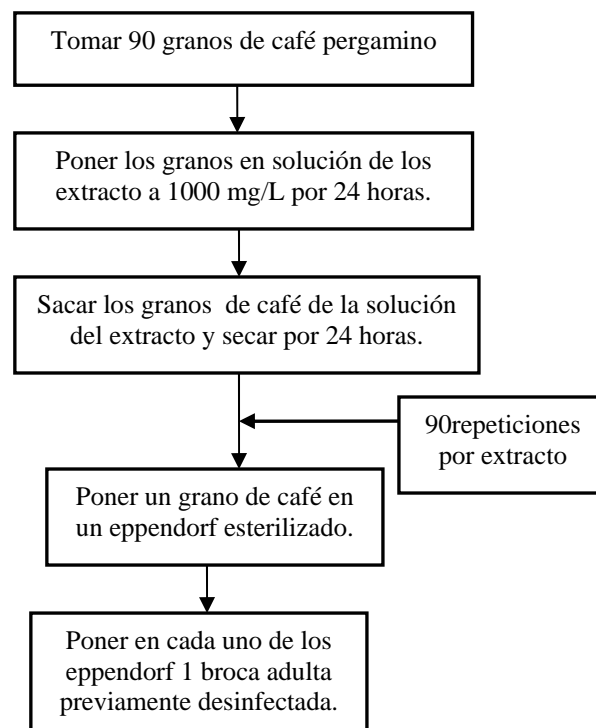 Tomar 90 granos de café pergamino
Poner los granos en solución de los
extracto a 1000 mg/L por 24 horas.
Sacar los granos de café de la solución
del extracto y secar por 24 horas.
90repeticiones
por extracto
Poner un grano de café en
un eppendorf esterilizado.
Poner en cada uno de los
eppendorf 1 broca adulta
previamente desinfectada.